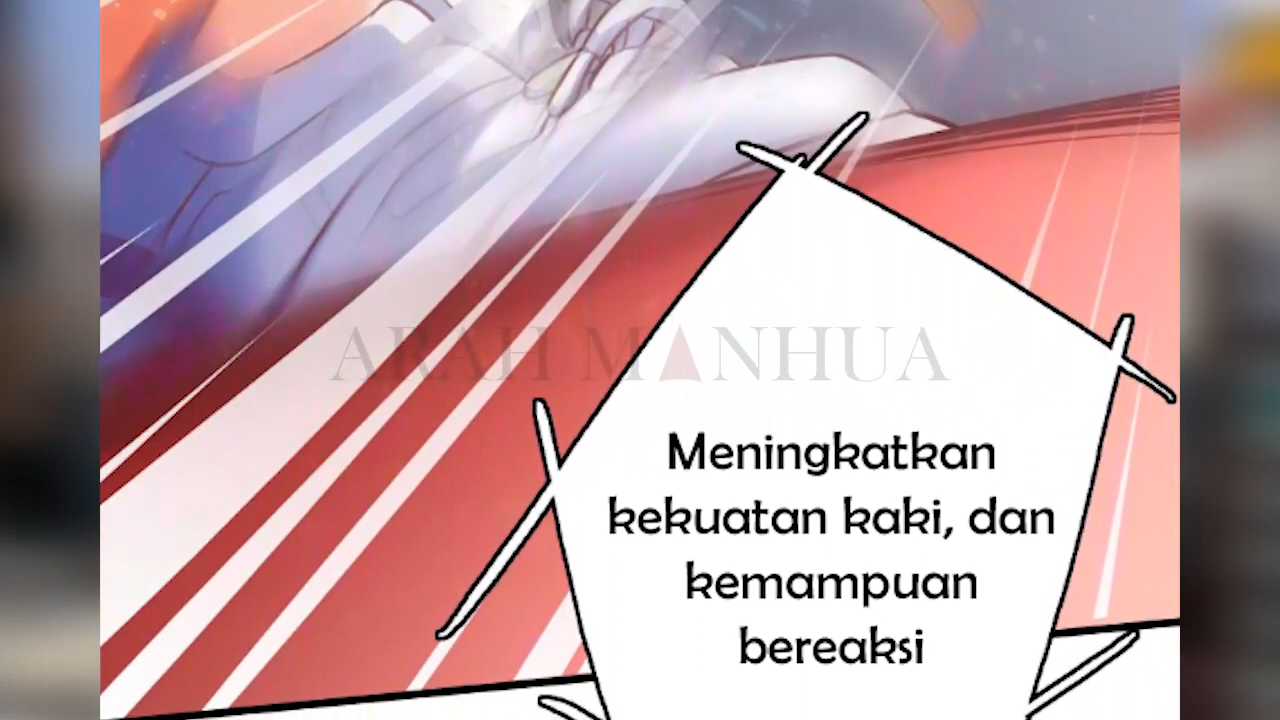 ARAH MANHUA
Meningkatkan
kekuatan kaki, dan
kemampuan
bereaksi